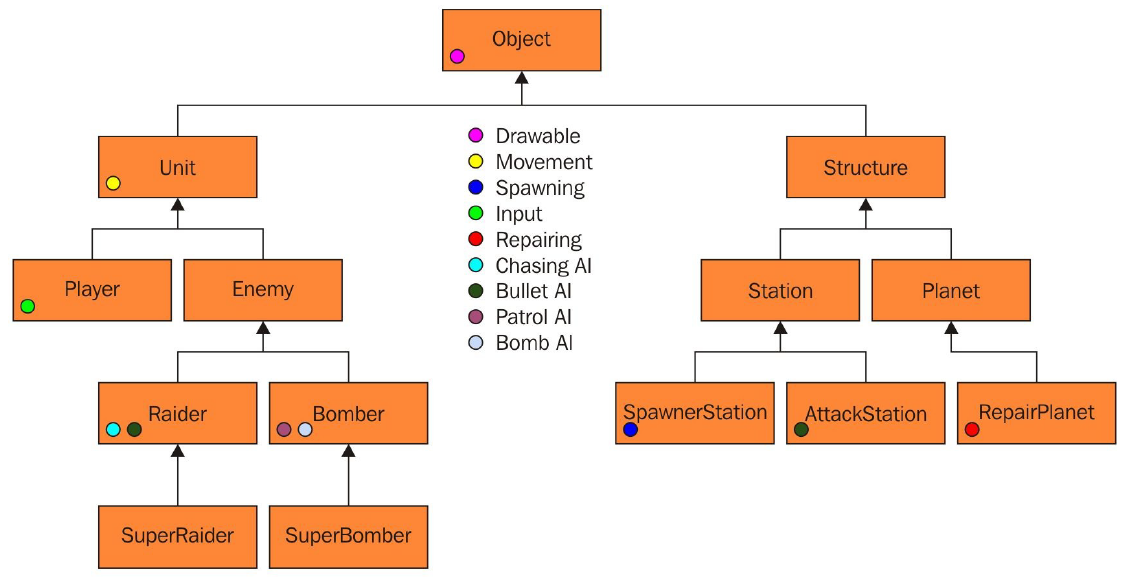 Object
Unit
Structure
Drawable
Movement
Spawning
Input
Repairing
Chasing AI
Bullet AI
Patrol AI
Bomb AI
Player
Enemy
Station
Planet
Raider
Bomber
SpawnerStation
AttackStation
RepairPlanet
SuperRaider
SuperBomber